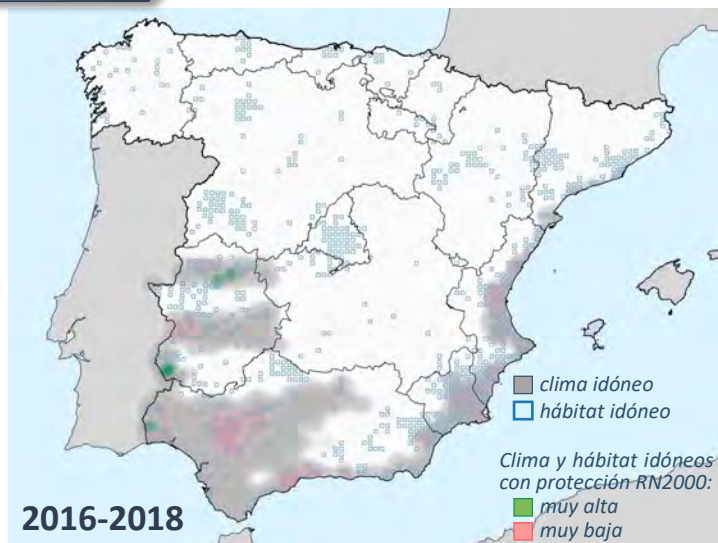 clima idóneo
hábitat idóneo
Clima y hábitat idóneos
con protección RN2000:
muy alta
muy baja
2016-2018